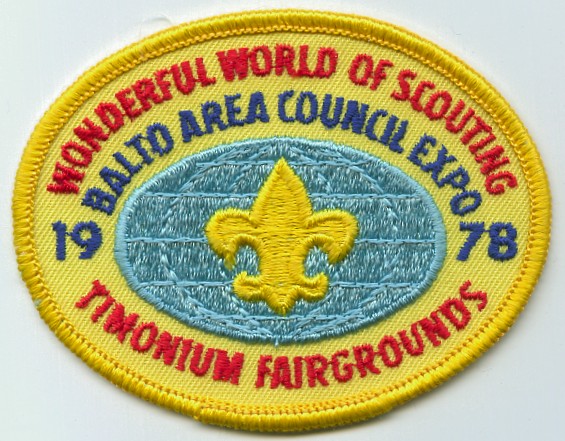 WONDERFUL WORLD OF SCOUTING
BALTO AREA COUNCIL EXPO
19 78
TIMONIUM FAIRGROUNDS